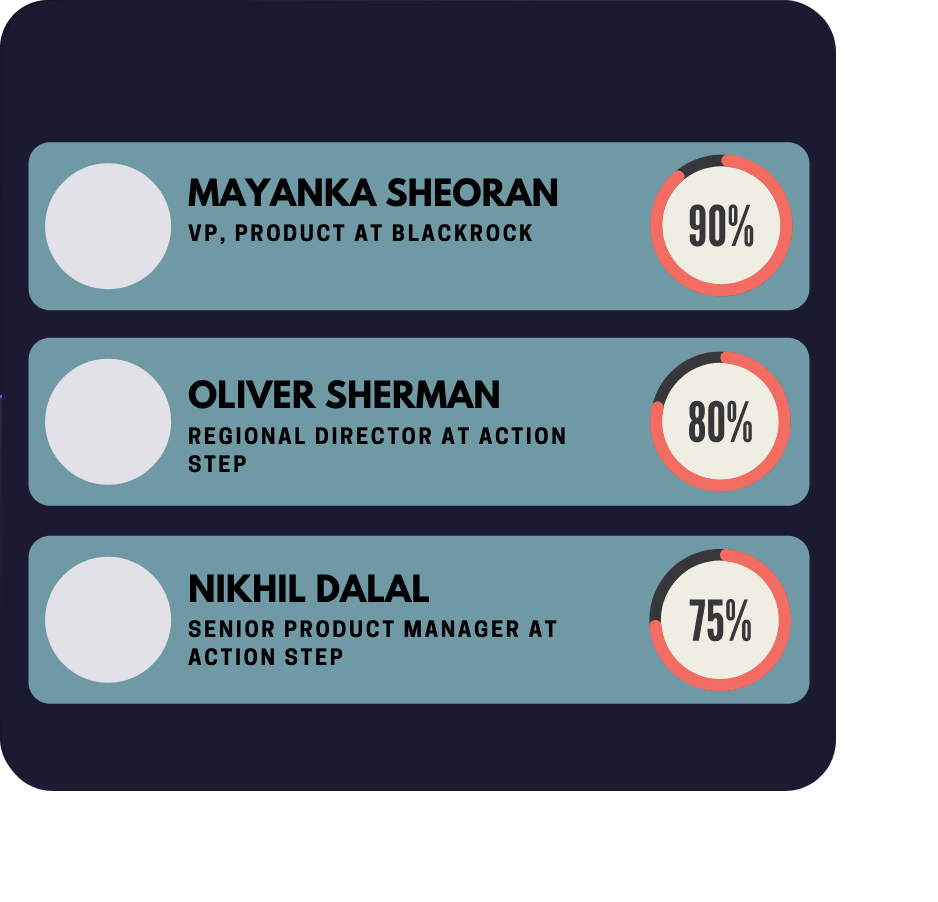 MAYANKA SHEORAN
VP, PRODUCT AT BLACKROCK
90%
OLIVER SHERMAN
REGIONAL DIRECTOR AT ACTION
STEP
80%
NIKHIL DALAL
SENIOR PRODUCT MANAGER AT
ACTION STEP
75%